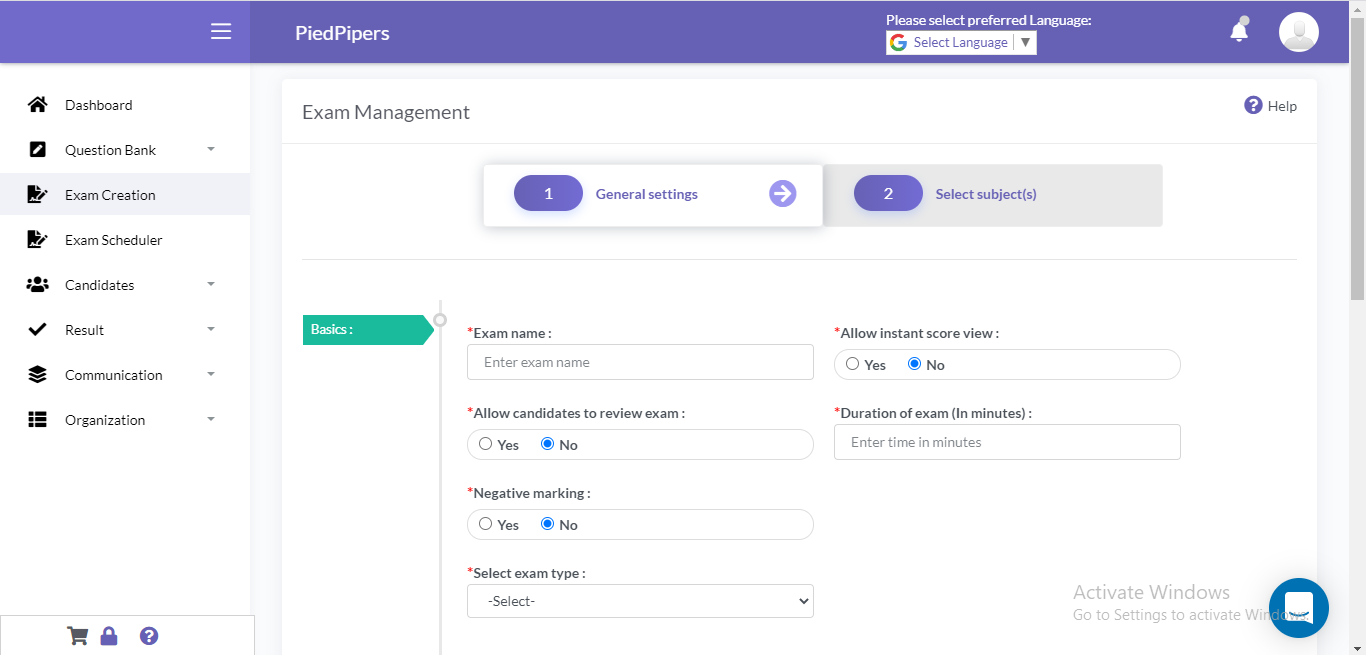 PiedPipers
Please select preferred Language:
Select Language ▼
Dashboard
Question Bank
Exam Creation
Exam Scheduler
Candidates
Result
Communication
Organization
Exam Management
Help
1 General settings
2 Select subject(s)
Basics :
*Exam name :
Enter exam name
*Allow instant score view :
Yes No
*Allow candidates to review exam :
Yes No
*Duration of exam (In minutes) :
Enter time in minutes
*Negative marking :
Yes No
*Select exam type :
-Select-
Activate Windows
Go to Settings to activate Windows.